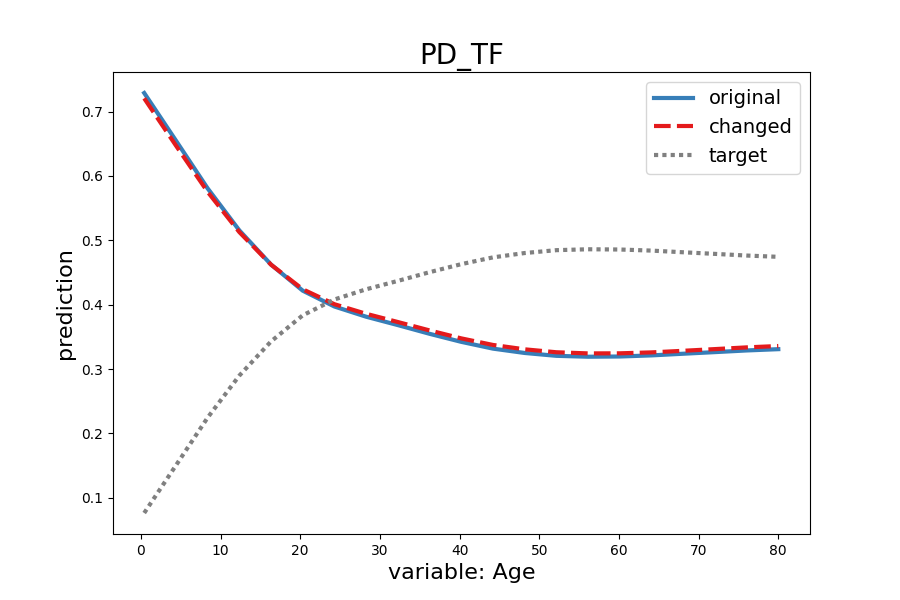 PD_TF
original
changed
target
prediction
0.7
0.6
0.5
0.4
0.3
0.2
0.1
0 10 20 30 40 50 60 70 80
variable: Age